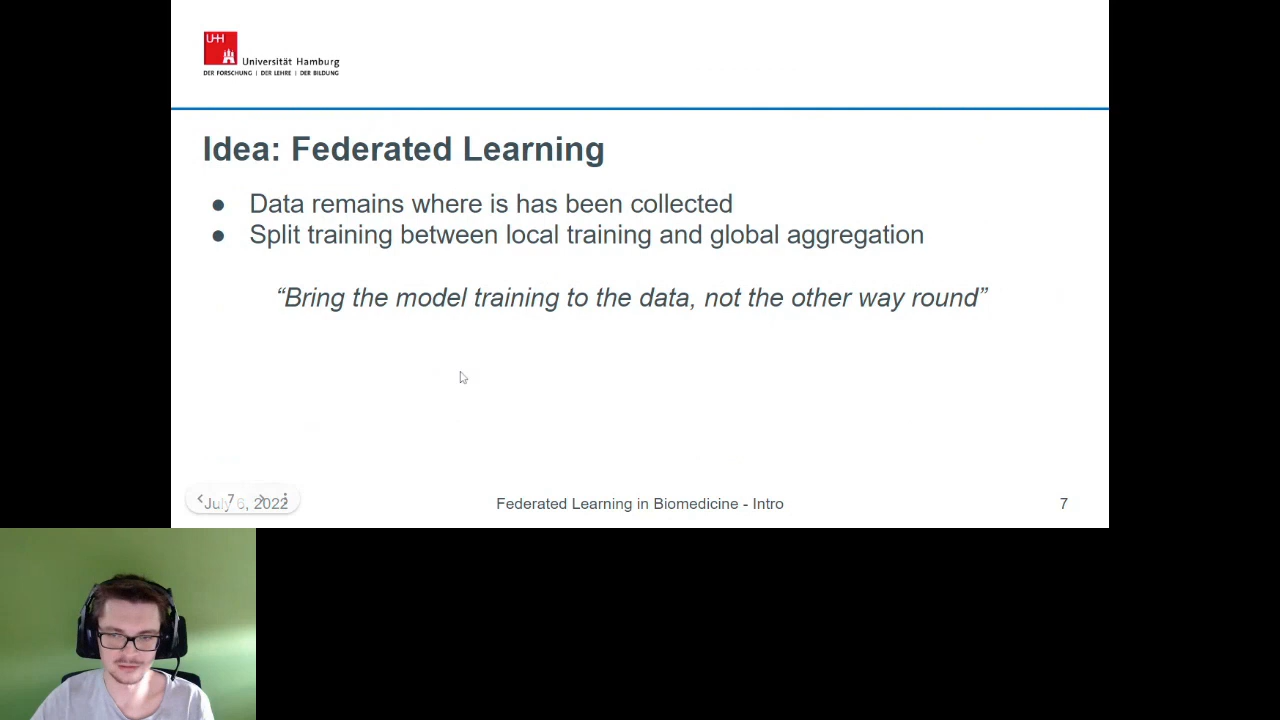 UHH
Universität Hamburg
DER FORSCHUNG | DER LEHRE | DER BILDUNG
Idea: Federated Learning
● Data remains where is has been collected
● Split training between local training and global aggregation
“Bring the model training to the data, not the other way round”
7
July 6, 2022
Federated Learning in Biomedicine - Intro
7